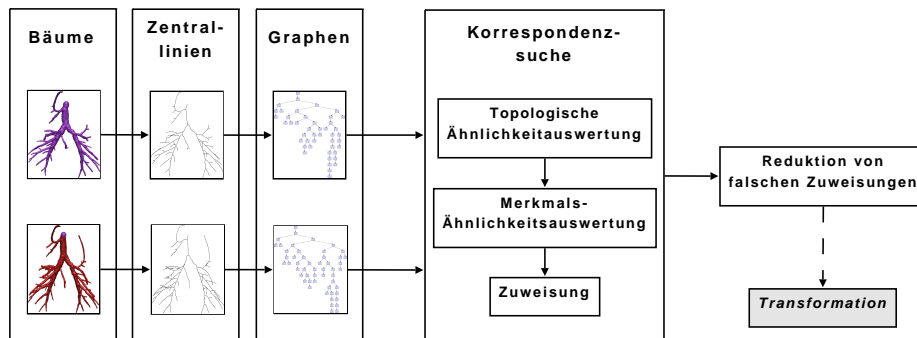 Bäume
Zentral-
linien
Graphen
Korrespondenz-
suche
Topologische
Ähnlichkeitauswertung
Merkmals-
Ähnlichkeitsauswertung
Zuweisung
Reduktion von
falschen Zuweisungen
Transformation